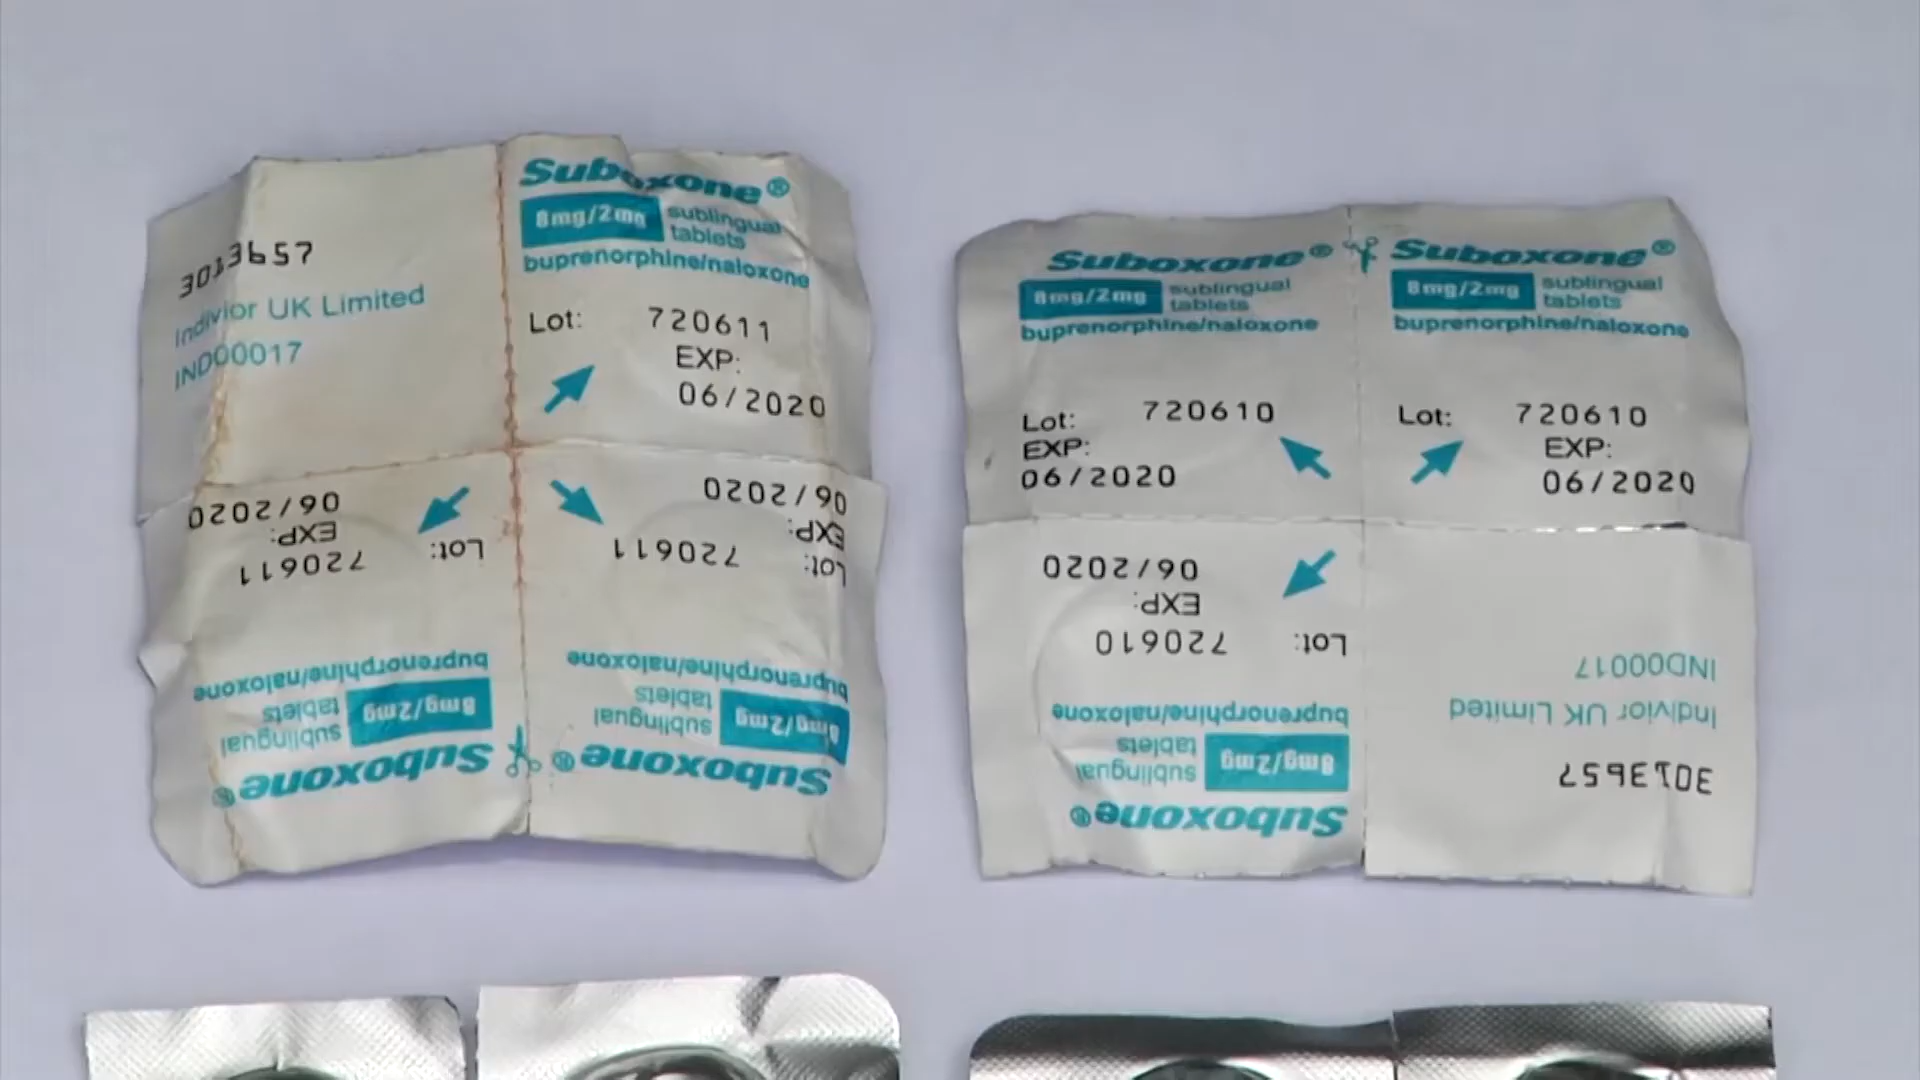 3013657
Indivior UK Limited
IND00017
Suboxone®
8mg/2mg sublingual tablets
buprenorphine/naloxone
Lot: 720611
EXP:
06/2020
Lot: 720611
EXP:
06/2020
Suboxone®
8mg/2mg sublingual tablets
buprenorphine/naloxone
Lot: 720611
EXP:
06/2020
Suboxone®
8mg/2mg sublingual tablets
buprenorphine/naloxone
Suboxone®
8mg/2mg sublingual tablets
buprenorphine/naloxone
Lot: 720610
EXP:
06/2020
Suboxone®
8mg/2mg sublingual tablets
buprenorphine/naloxone
Lot: 720610
EXP:
06/2020
Suboxone®
8mg/2mg sublingual tablets
buprenorphine/naloxone
Lot: 720610
EXP:
06/2020
3013657
Indivior UK Limited
IND00017